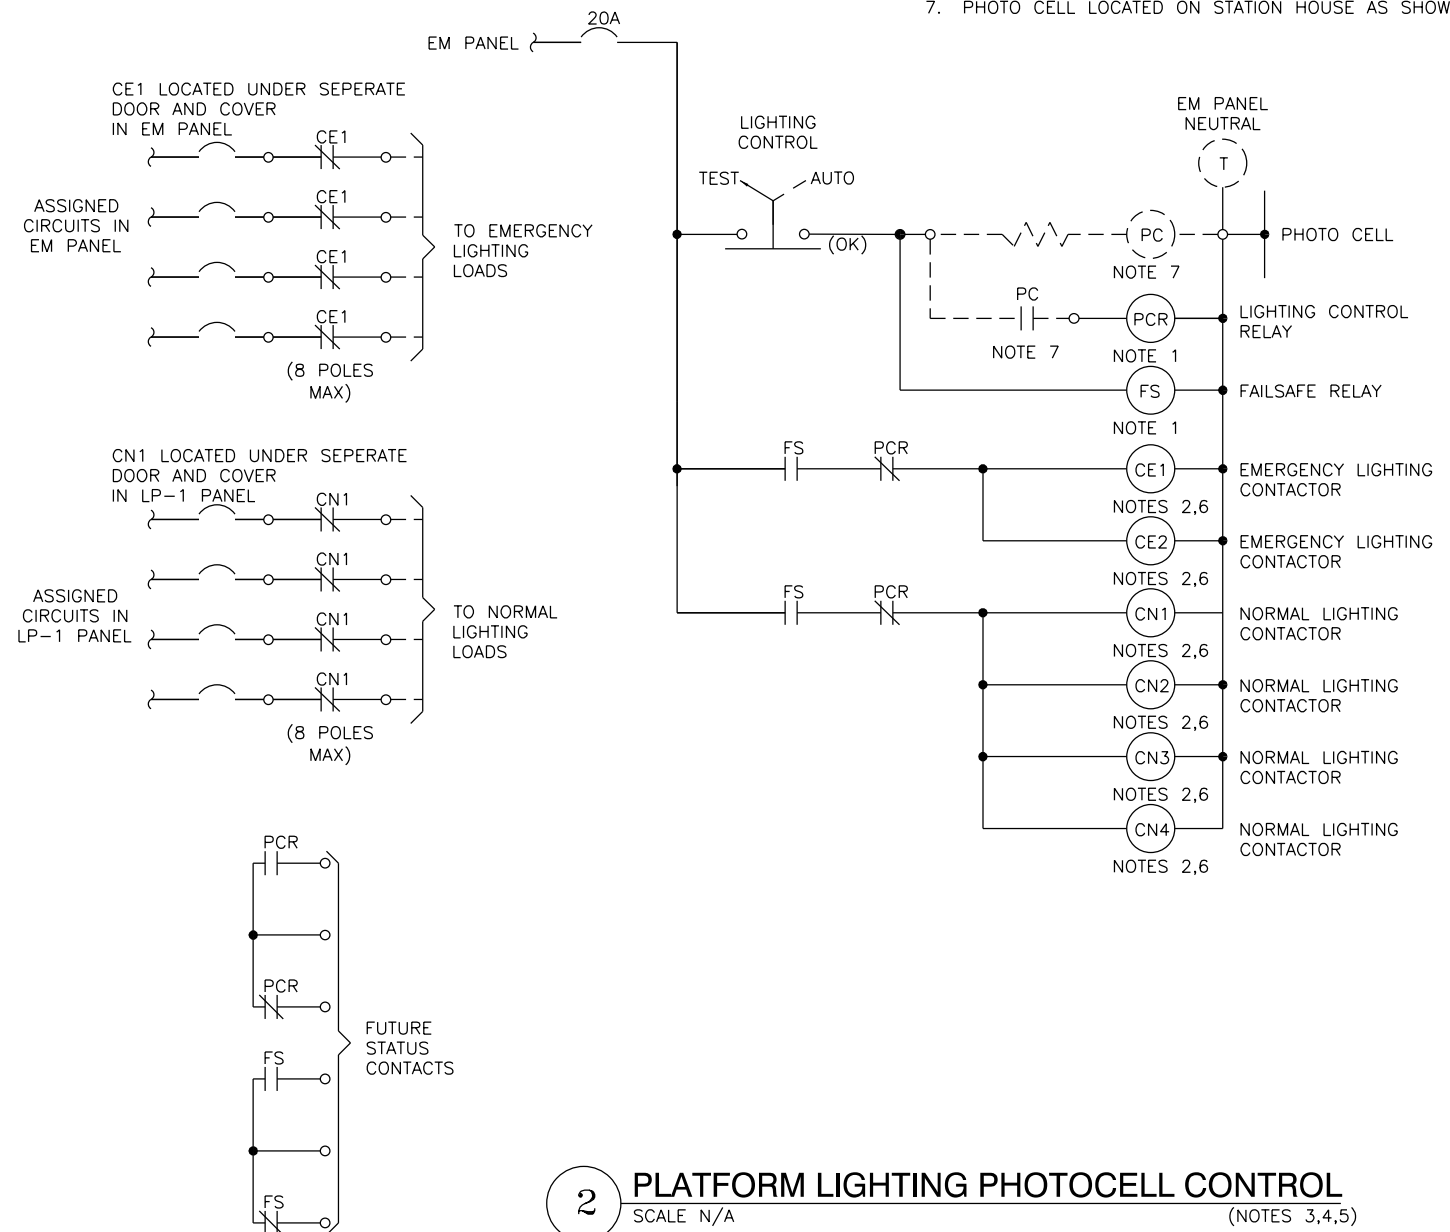 7. PHOTO CELL LOCATED ON STATION HOUSE AS SHOW
20A
EM PANEL
CE1 LOCATED UNDER SEPERATE
DOOR AND COVER
IN EM PANEL
CE1
CE1
CE1
CE1
ASSIGNED
CIRCUITS IN
EM PANEL
TO EMERGENCY
LIGHTING
LOADS
(8 POLES
MAX)
CN1 LOCATED UNDER SEPERATE
DOOR AND COVER
IN LP-1 PANEL
CN1
CN1
CN1
CN1
ASSIGNED
CIRCUITS IN
LP-1 PANEL
TO NORMAL
LIGHTING
LOADS
(8 POLES
MAX)
PCR
PCR
FS
FS
FUTURE
STATUS
CONTACTS
LIGHTING
CONTROL
TEST
AUTO
(OK)
EM PANEL
NEUTRAL
T
PC
NOTE 7
PHOTO CELL
PC
NOTE 7
PCR
NOTE 1
LIGHTING CONTROL
RELAY
FS
NOTE 1
FAILSAFE RELAY
FS
PCR
CE1
NOTES 2,6
EMERGENCY LIGHTING
CONTACTOR
CE2
NOTES 2,6
EMERGENCY LIGHTING
CONTACTOR
FS
PCR
CN1
NOTES 2,6
NORMAL LIGHTING
CONTACTOR
CN2
NOTES 2,6
NORMAL LIGHTING
CONTACTOR
CN3
NOTES 2,6
NORMAL LIGHTING
CONTACTOR
CN4
NOTES 2,6
NORMAL LIGHTING
CONTACTOR
2
PLATFORM LIGHTING PHOTOCELL CONTROL
SCALE N/A
(NOTES 3,4,5)